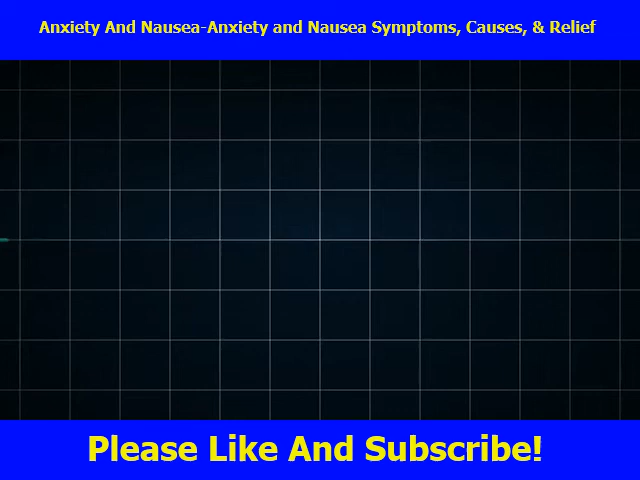 Anxiety And Nausea-Anxiety and Nausea Symptoms, Causes, & Relief
Please Like And Subscribe!